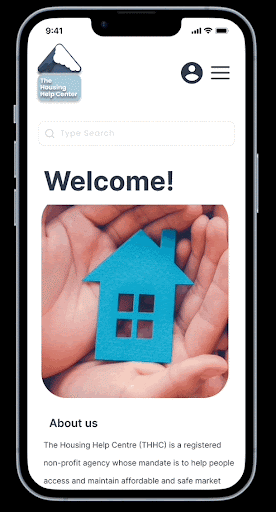 9:41
The
Housing
Help Center
Type Search
Welcome!
About us
The Housing Help Centre (THHC) is a registered
non-profit agency whose mandate is to help people
access and maintain affordable and safe market